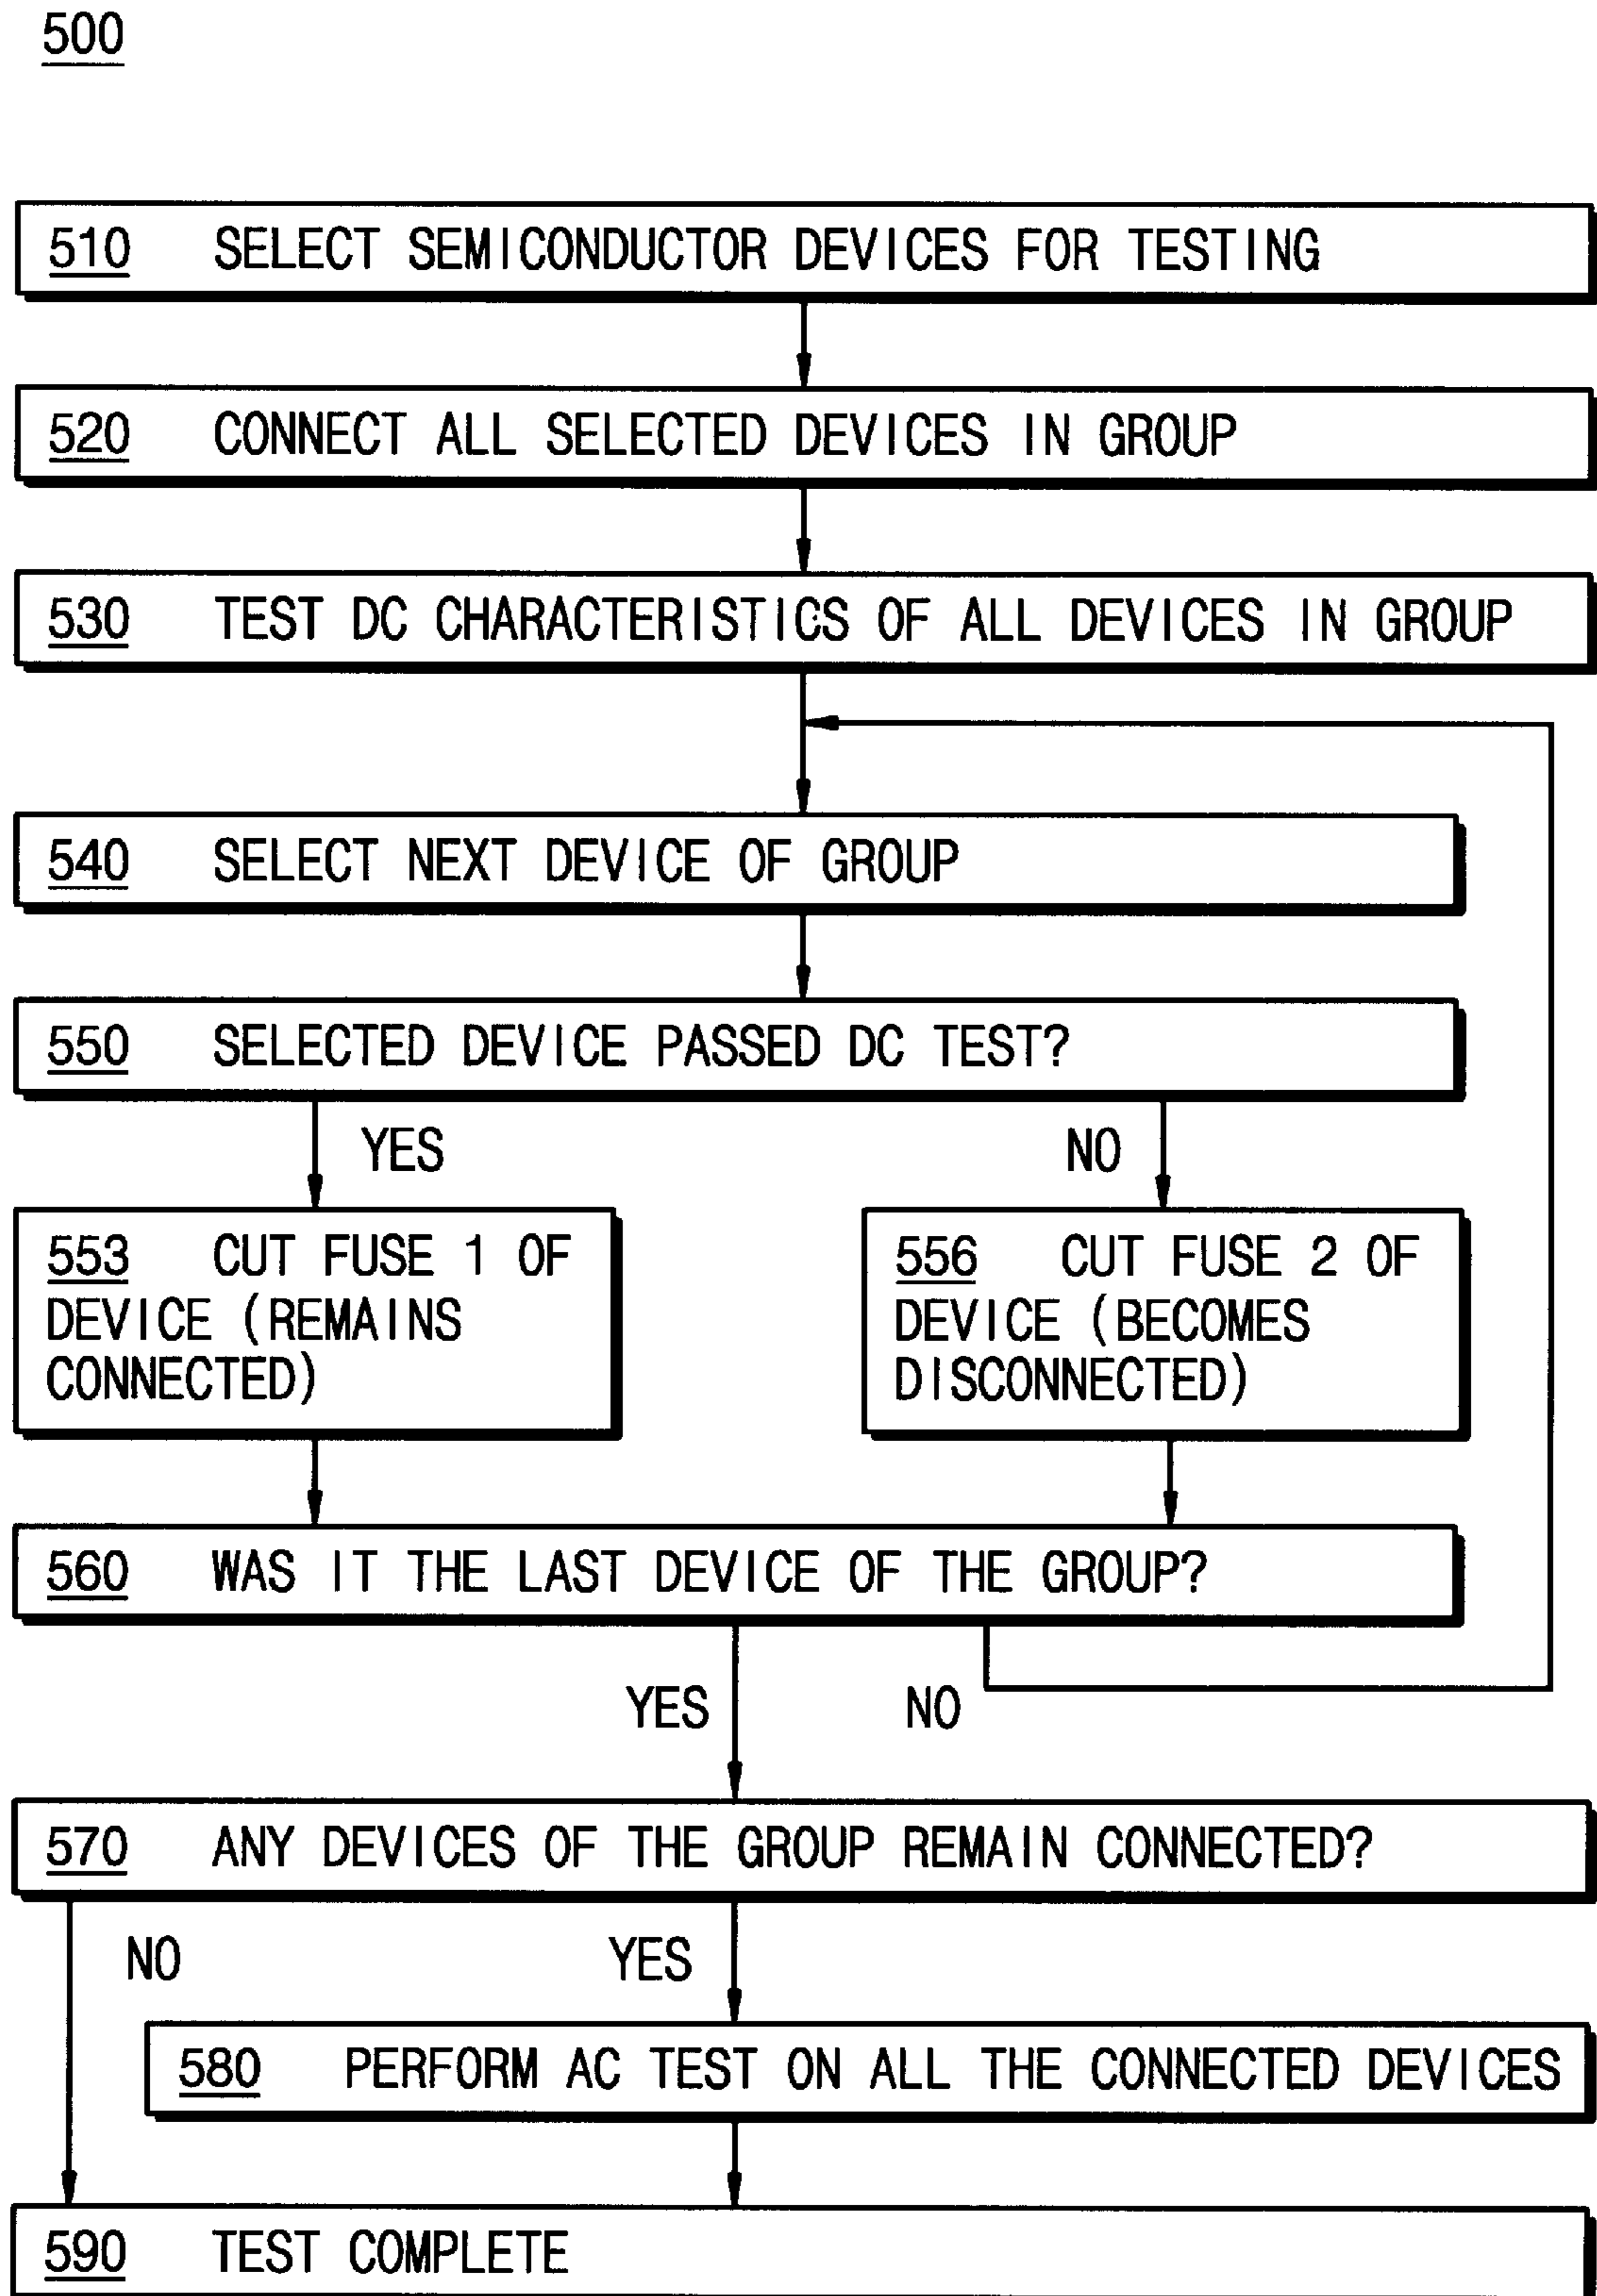 500
510 SELECT SEMICONDUCTOR DEVICES FOR TESTING
520 CONNECT ALL SELECTED DEVICES IN GROUP
530 TEST DC CHARACTERISTICS OF ALL DEVICES IN GROUP
540 SELECT NEXT DEVICE OF GROUP
550 SELECTED DEVICE PASSED DC TEST?
YES
NO
553 CUT FUSE 1 OF
DEVICE (REMAINS
CONNECTED)
556 CUT FUSE 2 OF
DEVICE (BECOMES
DISCONNECTED)
560 WAS IT THE LAST DEVICE OF THE GROUP?
YES
NO
570 ANY DEVICES OF THE GROUP REMAIN CONNECTED?
NO
YES
580 PERFORM AC TEST ON ALL THE CONNECTED DEVICES
590 TEST COMPLETE